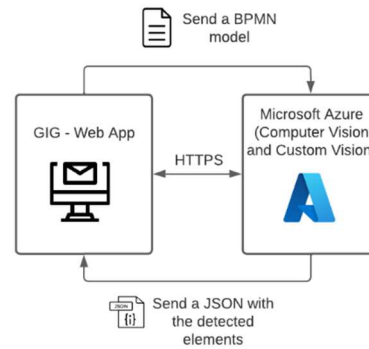 Send a BPMN
model
GIG - Web App
HTTPS
Microsoft Azure
(Computer Vision
and Custom Vision
JSON
{i}
Send a JSON with
the detected
elements